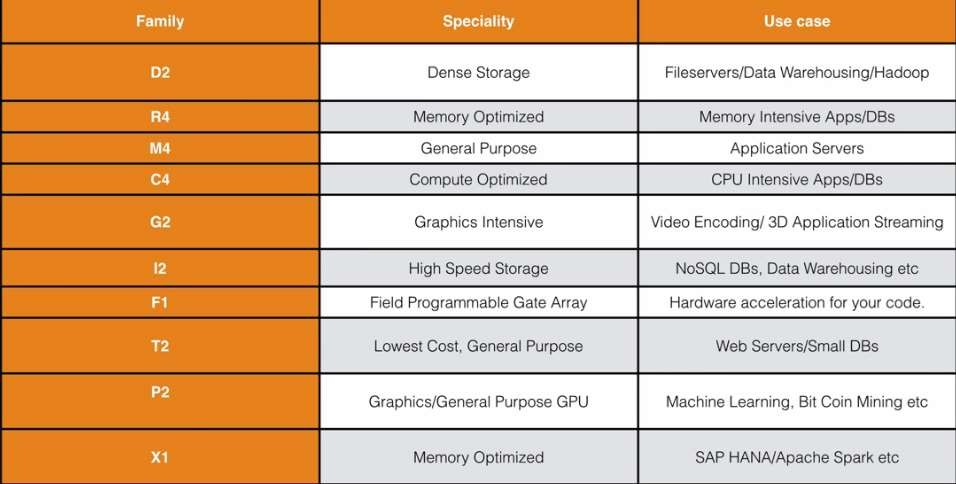 Family Speciality Use case
D2 Dense Storage Fileservers/Data Warehousing/Hadoop
R4 Memory Optimized Memory Intensive Apps/DBs
M4 General Purpose Application Servers
C4 Compute Optimized CPU Intensive Apps/DBs
G2 Graphics Intensive Video Encoding/ 3D Application Streaming
I2 High Speed Storage NoSQL DBs, Data Warehousing etc
F1 Field Programmable Gate Array Hardware acceleration for your code.
T2 Lowest Cost, General Purpose Web Servers/Small DBs
P2 Graphics/General Purpose GPU Machine Learning, Bit Coin Mining etc
X1 Memory Optimized SAP HANA/Apache Spark etc